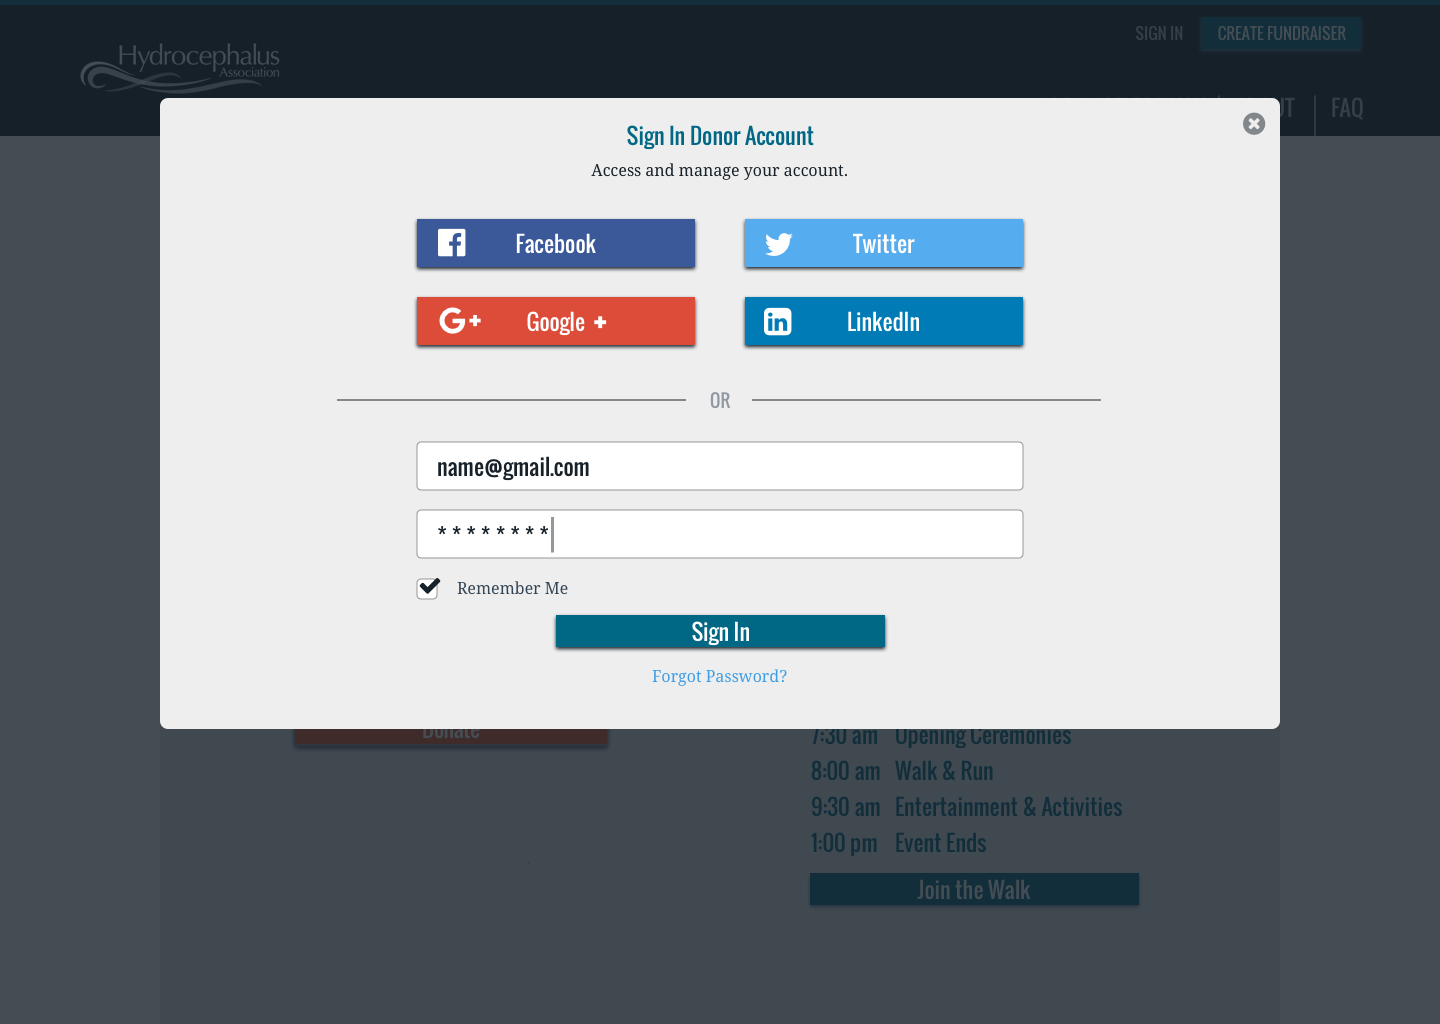 SIGN IN
CREATE FUNDRAISER
Hydrocephalus
Association
FAQ
Sign In Donor Account
Access and manage your account.
Facebook
Twitter
G+ Google +
in LinkedIn
OR
name@gmail.com
* * * * * * * *
Remember Me
Sign In
Forgot Password?
Donate
7:30 am Opening Ceremonies
8:00 am Walk & Run
9:30 am Entertainment & Activities
1:00 pm Event Ends
Join the Walk